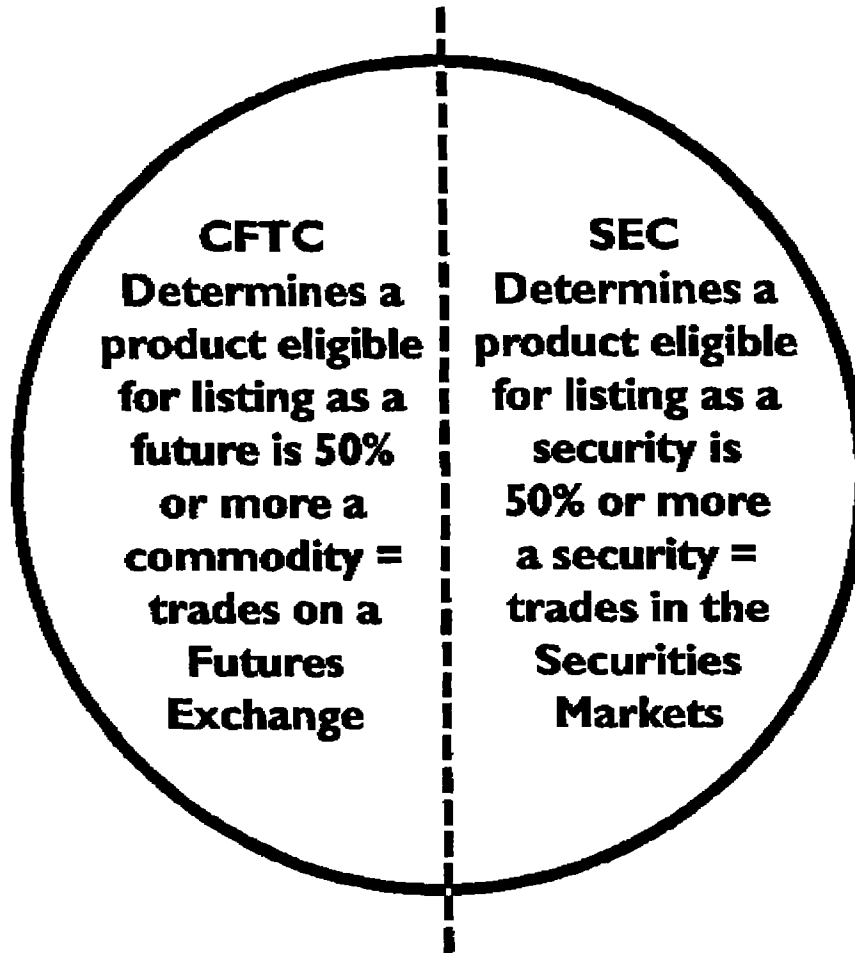 CFTC
Determines a
product eligible
for listing as a
future is 50%
or more a
commodity =
trades on a
Futures
Exchange
SEC
Determines a
product eligible
for listing as a
security is
50% or more
a security =
trades in the
Securities
Markets